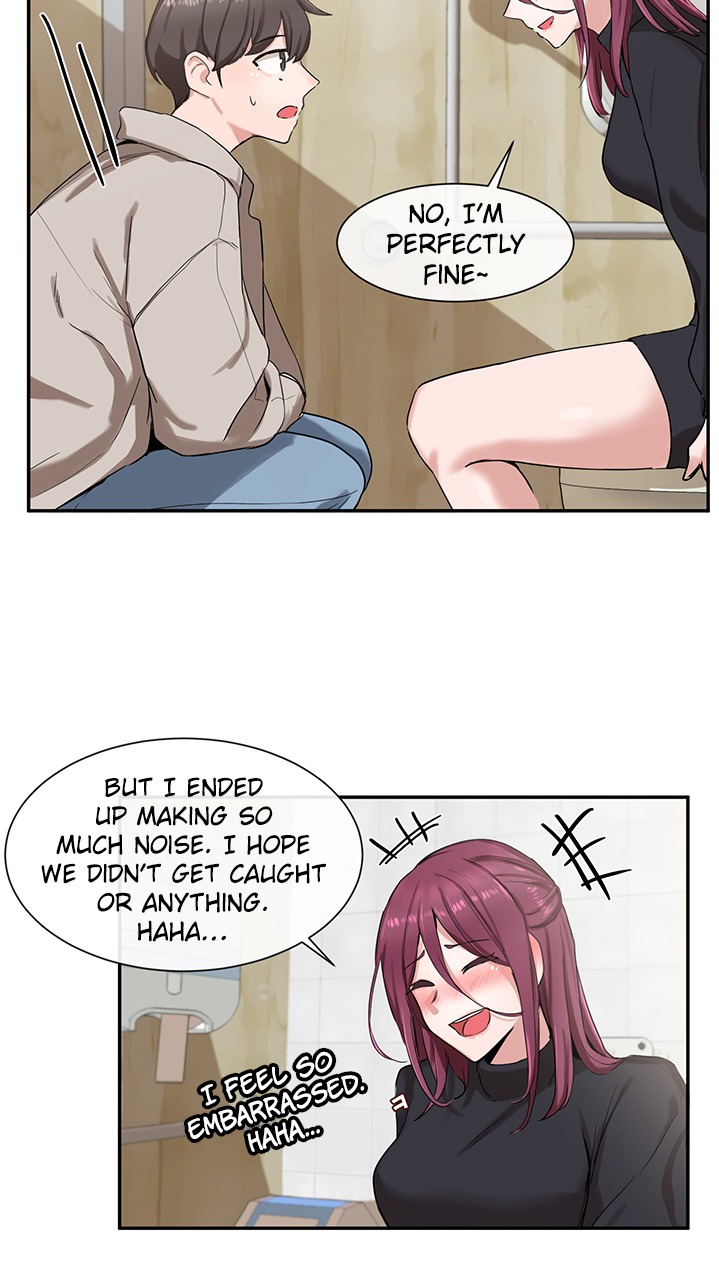 NO, I'M
PERFECTLY
FINE~
BUT I ENDED
UP MAKING SO
MUCH NOISE. I HOPE
WE DIDN'T GET CAUGHT
OR ANYTHING.
HAHA...
I FEEL SO
EMBARRASSED.
HAHA...